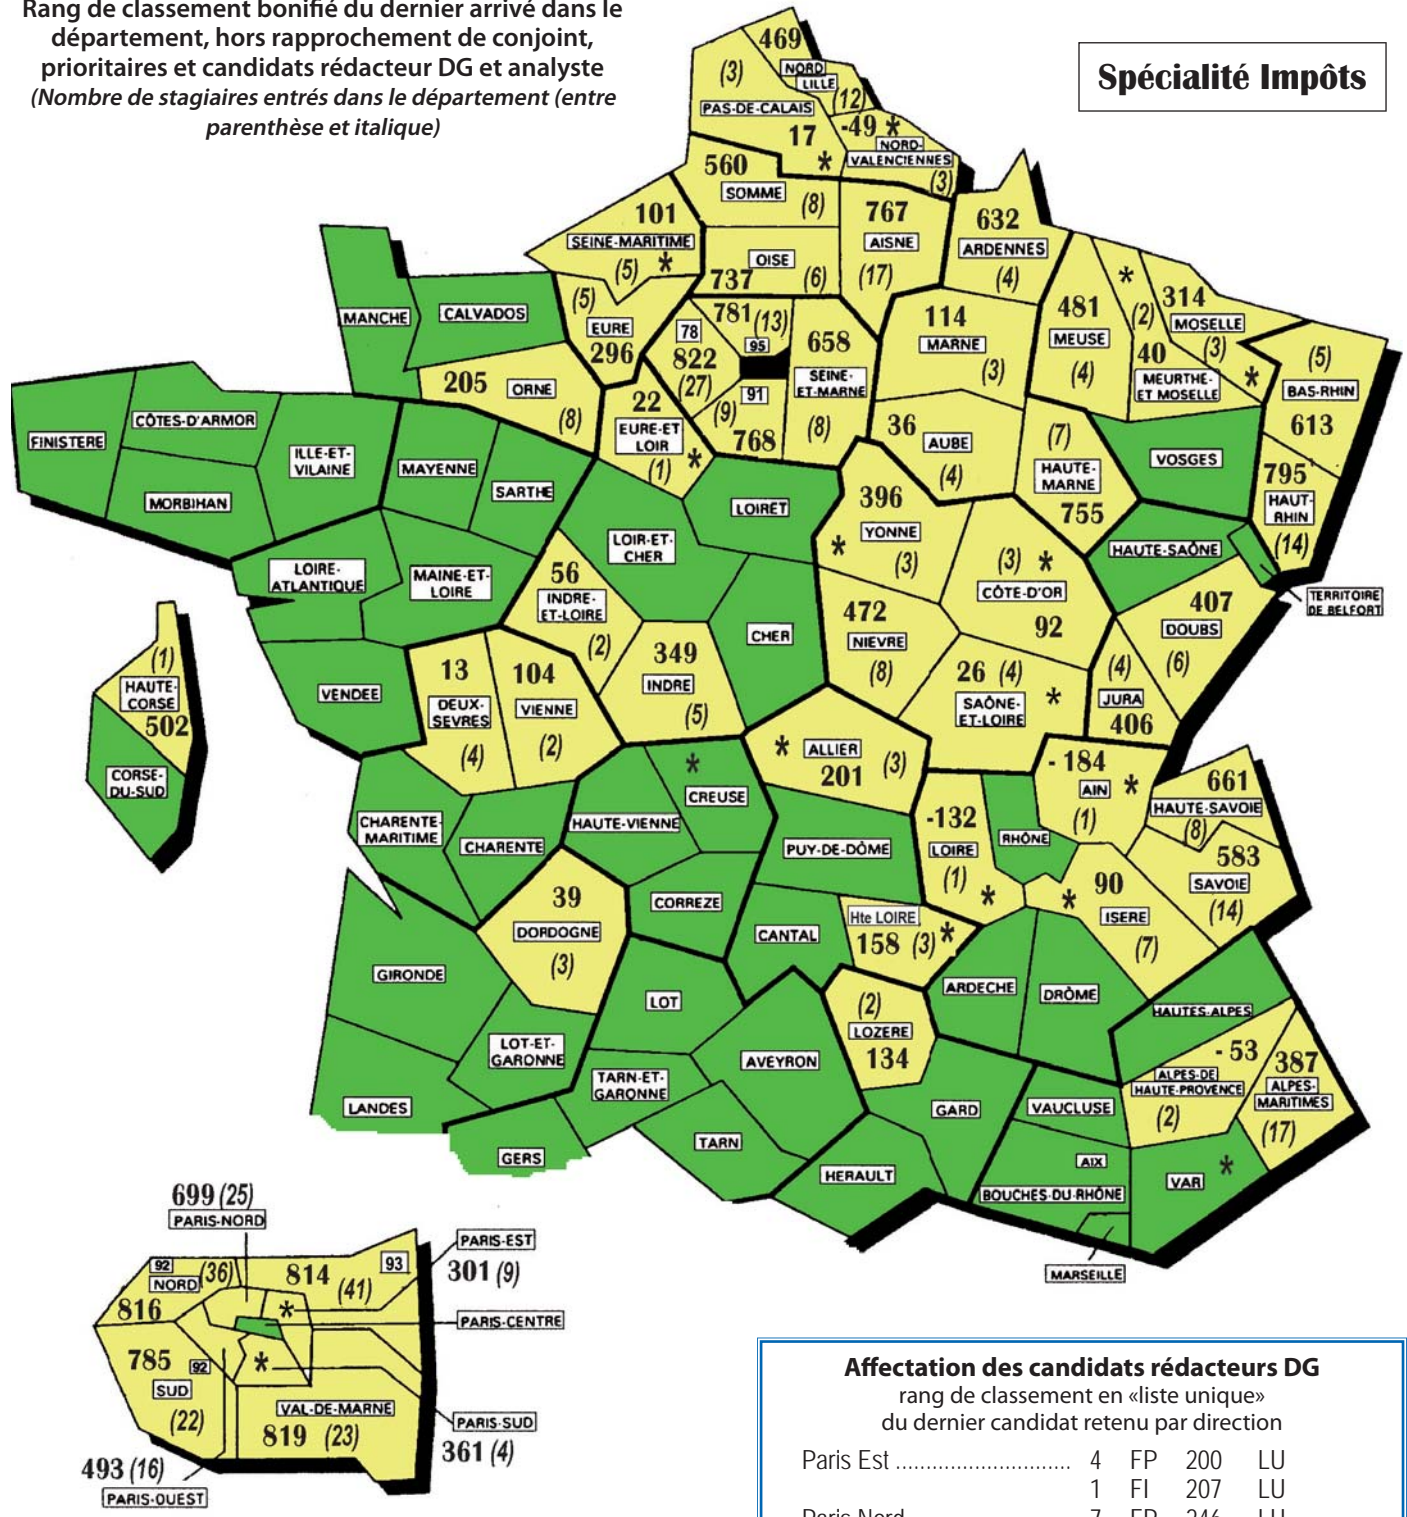 Rang de classement bonifié du dernier arrivé dans le
département, hors rapprochement de conjoint,
prioritaires et candidats rédacteur DG et analyste
(Nombre de stagiaires entrés dans le département (entre
parenthèse et italique)
Spécialité Impôts
469
NORD
LILLE
(12)
(3)
PAS-DE-CALAIS
17
*
-49 *
NORD-
VALENCIENNES
(3)
560
SOMME
(8)
767
AISNE
(17)
632
ARDENNES
(4)
101
SEINE-MARITIME
(5) *
OISE
737 (6)
(5)
EURE
296
781 (13)
95
78
822
(27)
91
(9)
768
658
SEINE-
ET-MARNE
(8)
114
MARNE
(3)
481
MEUSE
(4)
*
(2)
40
MEURTHE-
ET MOSELLE
314
MOSELLE
(3)
*
(5)
BAS-RHIN
613
795
HAUT-
RHIN
(14)
MANCHE
CALVADOS
205 ORNE
(8)
22
EURE-ET
LOIR
(1) *
36
AUBE
(4)
(7)
HAUTE-
MARNE
755
VOSGES
FINISTERE
CÔTES-D'ARMOR
MORBIHAN
ILLE-ET-
VILAINE
MAYENNE
SARTHE
LOIRET
396
YONNE
*
(3)
HAUTE-SAÔNE
TERRITOIRE
DE BELFORT
LOIRE-
ATLANTIQUE
MAINE-ET-
LOIRE
LOIR-ET-
CHER
56
INDRE-
ET-LOIRE
(2)
CHER
472
NIEVRE
(8)
(3) *
CÔTE-D'OR
92
407
DOUBS
(6)
(4)
JURA
406
VENDEE
13
DEUX-
SEVRES
(4)
104
VIENNE
(2)
349
INDRE
(5)
26 (4)
SAÔNE-
ET-LOIRE
*
(1)
HAUTE-
CORSE
502
CORSE-
DU-SUD
* ALLIER
201 (3)
- 184
AIN *
(1)
661
HAUTE-SAVOIE
(8)
583
SAVOIE
(14)
CHARENTE-
MARITIME
CHARENTE
HAUTE-VIENNE
*
CREUSE
PUY-DE-DÔME
-132
LOIRE
(1)
*
RHÔNE
90
*
ISERE
(7)
39
DORDOGNE
(3)
CORREZE
CANTAL
Hte LOIRE
158 (3) *
GIRONDE
LOT
ARDECHE
DRÔME
HAUTES-ALPES
LOT-ET-
GARONNE
(2)
LOZERE
134
- 53
ALPES-DE
HAUTE-PROVENCE
(2)
387
ALPES-
MARITIMES
(17)
LANDES
TARN-ET-
GARONNE
AVEYRON
GARD
VAUCLUSE
GERS
TARN
HERAULT
AIX
BOUCHES-DU-RHÔNE
VAR
*
MARSEILLE
699 (25)
PARIS-NORD
92
NORD
(36)
816
814
(41)
93
PARIS-EST
301 (9)
*
PARIS-CENTRE
785
92
SUD
(22)
*
VAL-DE-MARNE
819 (23)
PARIS-SUD
361 (4)
493 (16)
PARIS-OUEST
Affectation des candidats rédacteurs DG
rang de classement en «liste unique»
du dernier candidat retenu par direction
Paris Est ............................. 4 FP 200 LU
1 FI 207 LU
Paris Nord 7 FP 246 LU